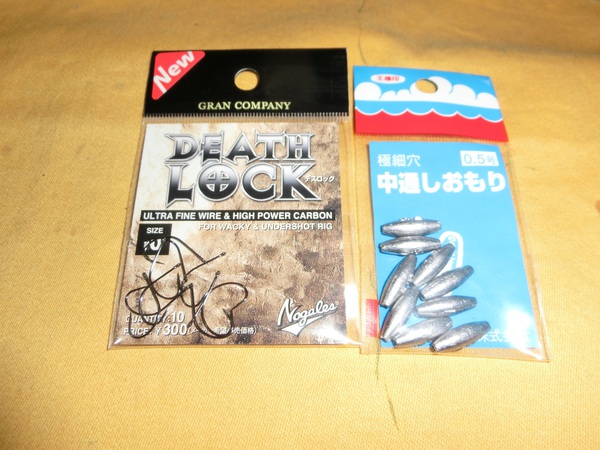 New
GRAN COMPANY
DEATH
LOCK
デスロック
ULTRA FINE WIRE & HIGH POWER CARBON
FOR WACKY & UNDERSHOT RIG
SIZE
QUANTITY:10
PRICE:¥300
Nogales
極細穴
0.5号
中通しおもり
株式